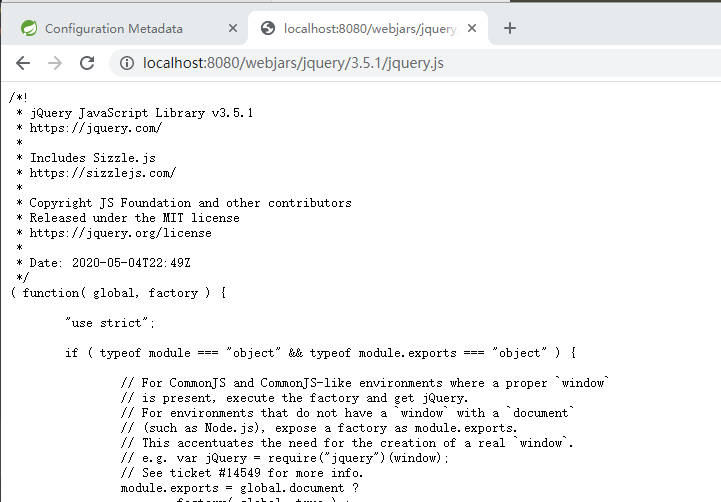 Configuration Metadata
localhost:8080/webjars/jquery
localhost:8080/webjars/jquery/3.5.1/jquery.js
/*!
 * jQuery JavaScript Library v3.5.1
 * https://jquery.com/
 *
 * Includes Sizzle.js
 * https://sizzlejs.com/
 *
 * Copyright JS Foundation and other contributors
 * Released under the MIT license
 * https://jquery.org/license
 *
 * Date: 2020-05-04T22:49Z
 */
( function( global, factory ) {
"use strict";
if ( typeof module === "object" && typeof module.exports === "object" ) {
// For CommonJS and CommonJS-like environments where a proper `window`
// is present, execute the factory and get jQuery.
// For environments that do not have a `window` with a `document`
// (such as Node.js), expose a factory as module.exports.
// This accentuates the need for the creation of a real `window`.
// e.g. var jQuery = require("jquery")(window);
// See ticket #14549 for more info.
module.exports = global.document ?
factory( global, true ) :